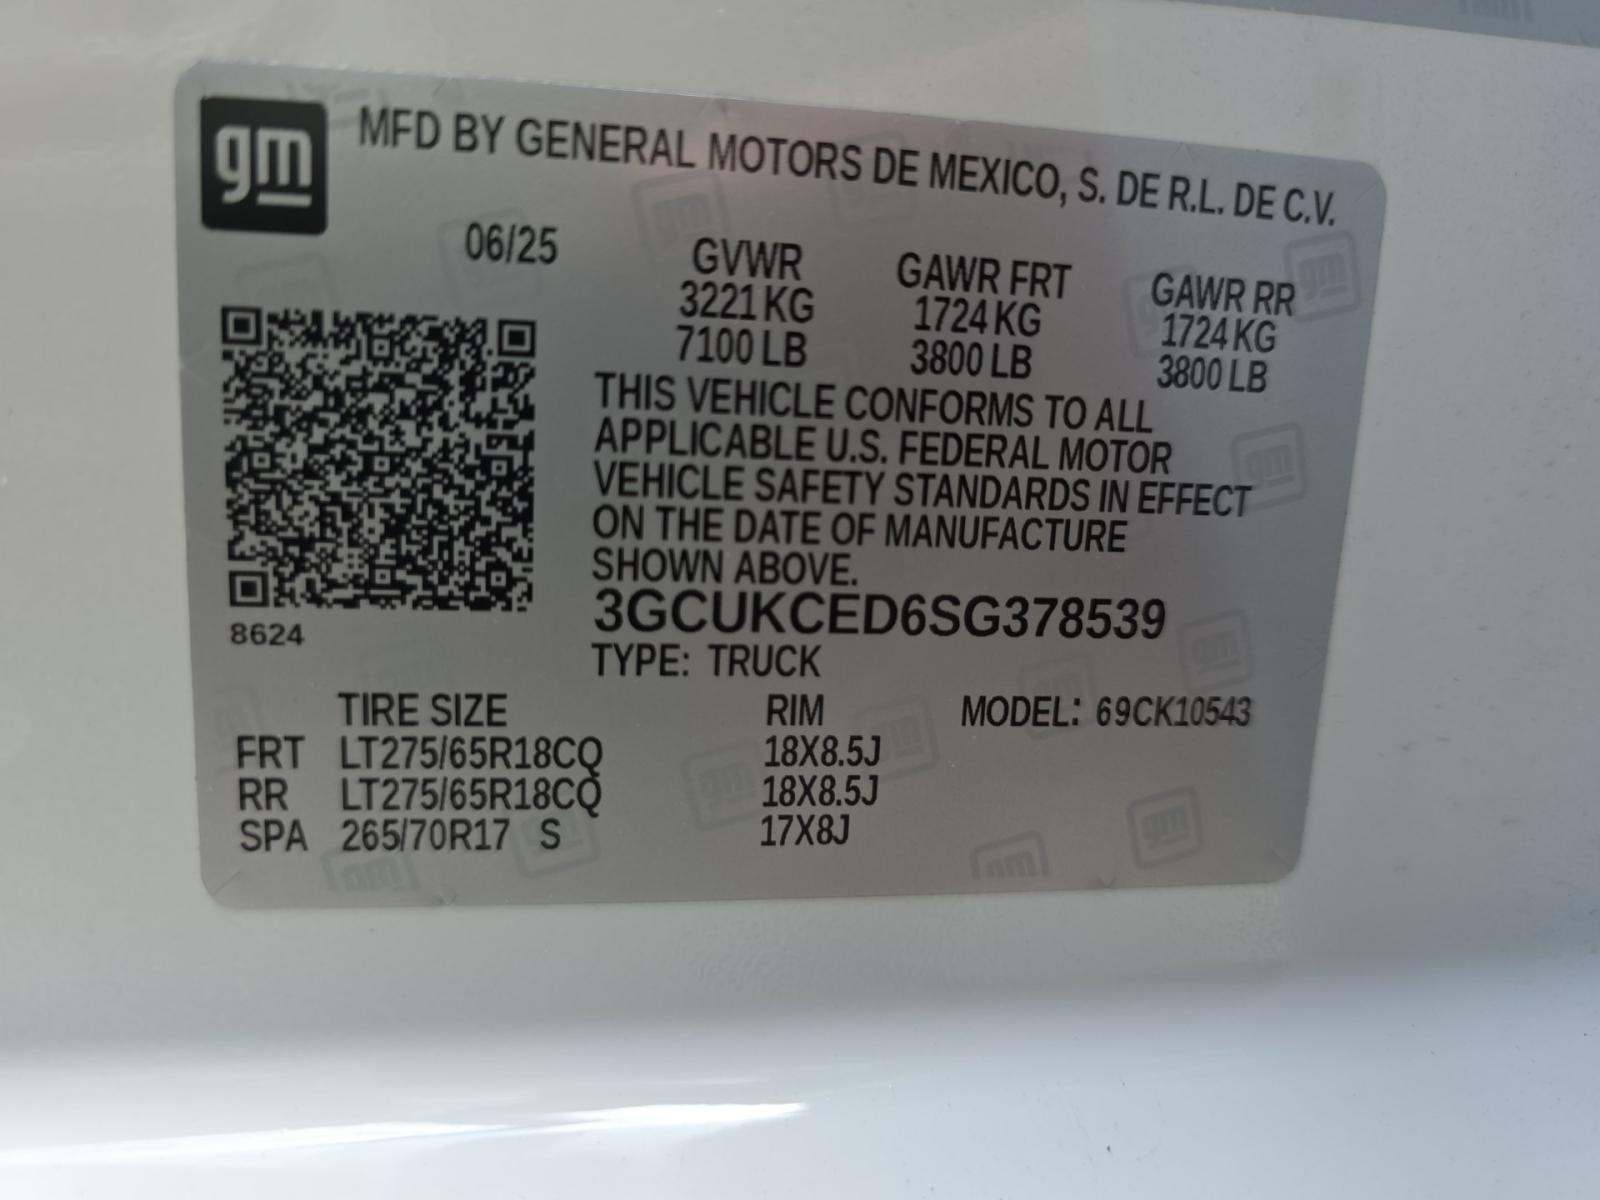 gm MFD BY GENERAL MOTORS DE MEXICO, S. DE R.L. DE C.V.
06/25 GVWR GAWR FRT GAWR RR
3221 KG 1724 KG 1724 KG
7100 LB 3800 LB 3800 LB
THIS VEHICLE CONFORMS TO ALL
APPLICABLE U.S. FEDERAL MOTOR
VEHICLE SAFETY STANDARDS IN EFFECT
ON THE DATE OF MANUFACTURE
SHOWN ABOVE.
3GCUKCED6SG378539
8624
TYPE: TRUCK
TIRE SIZE RIM MODEL: 69CK10543
FRT LT275/65R18CQ 18X8.5J
RR LT275/65R18CQ 18X8.5J
SPA 265/70R17 S 17X8J